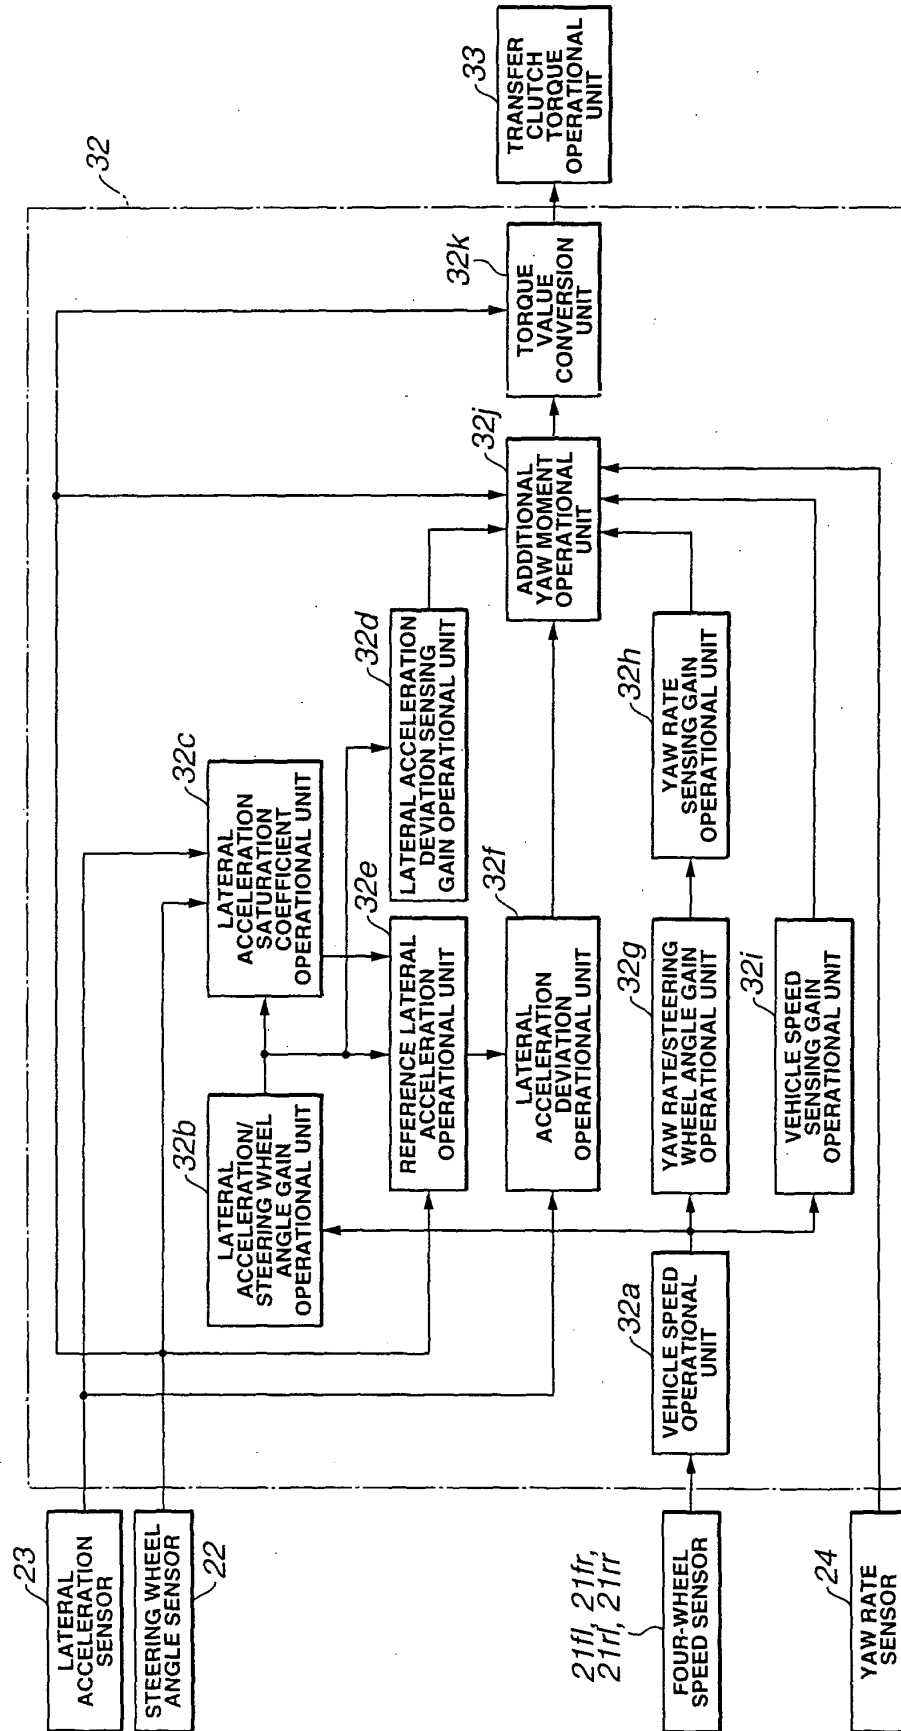 23
LATERAL
ACCELERATION
SENSOR
STEERING WHEEL
ANGLE SENSOR
22
21fl, 21fr,
21rl, 21rr
FOUR-WHEEL
SPEED SENSOR
24
YAW RATE
SENSOR
32
32a
VEHICLE SPEED
OPERATIONAL
UNIT
32b
LATERAL
ACCELERATION/
STEERING WHEEL
ANGLE GAIN
OPERATIONAL UNIT
32c
LATERAL
ACCELERATION
SATURATION
COEFFICIENT
OPERATIONAL UNIT
32d
LATERAL ACCELERATION
DEVIATION SENSING
GAIN OPERATIONAL UNIT
32e
REFERENCE LATERAL
ACCELERATION
OPERATIONAL UNIT
32f
LATERAL
ACCELERATION
DEVIATION
OPERATIONAL UNIT
32g
YAW RATE/STEERING
WHEEL ANGLE GAIN
OPERATIONAL UNIT
32h
YAW RATE
SENSING GAIN
OPERATIONAL UNIT
32i
VEHICLE SPEED
SENSING GAIN
OPERATIONAL UNIT
32j
ADDITIONAL
YAW MOMENT
OPERATIONAL
UNIT
32k
TORQUE
VALUE
CONVERSION
UNIT
33
TRANSFER
CLUTCH
TORQUE
OPERATIONAL
UNIT